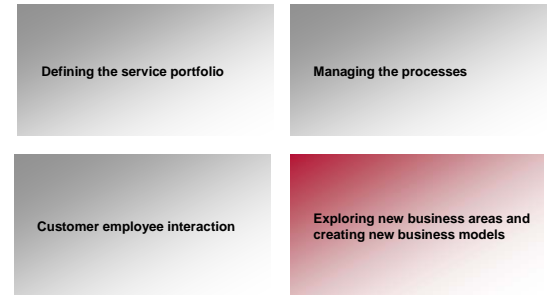 Defining the service portfolio
Managing the processes
Customer employee interaction
Exploring new business areas and
creating new business models